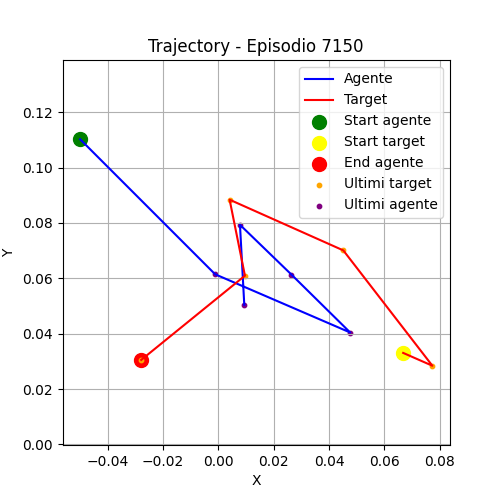 Trajectory - Episodio 7150
Agente
Target
Start agente
Start target
End agente
Ultimi target
Ultimi agente
0.12
0.10
0.08
0.06
0.04
0.02
0.00
Y
−0.04
−0.02
0.00
0.02
0.04
0.06
0.08
X